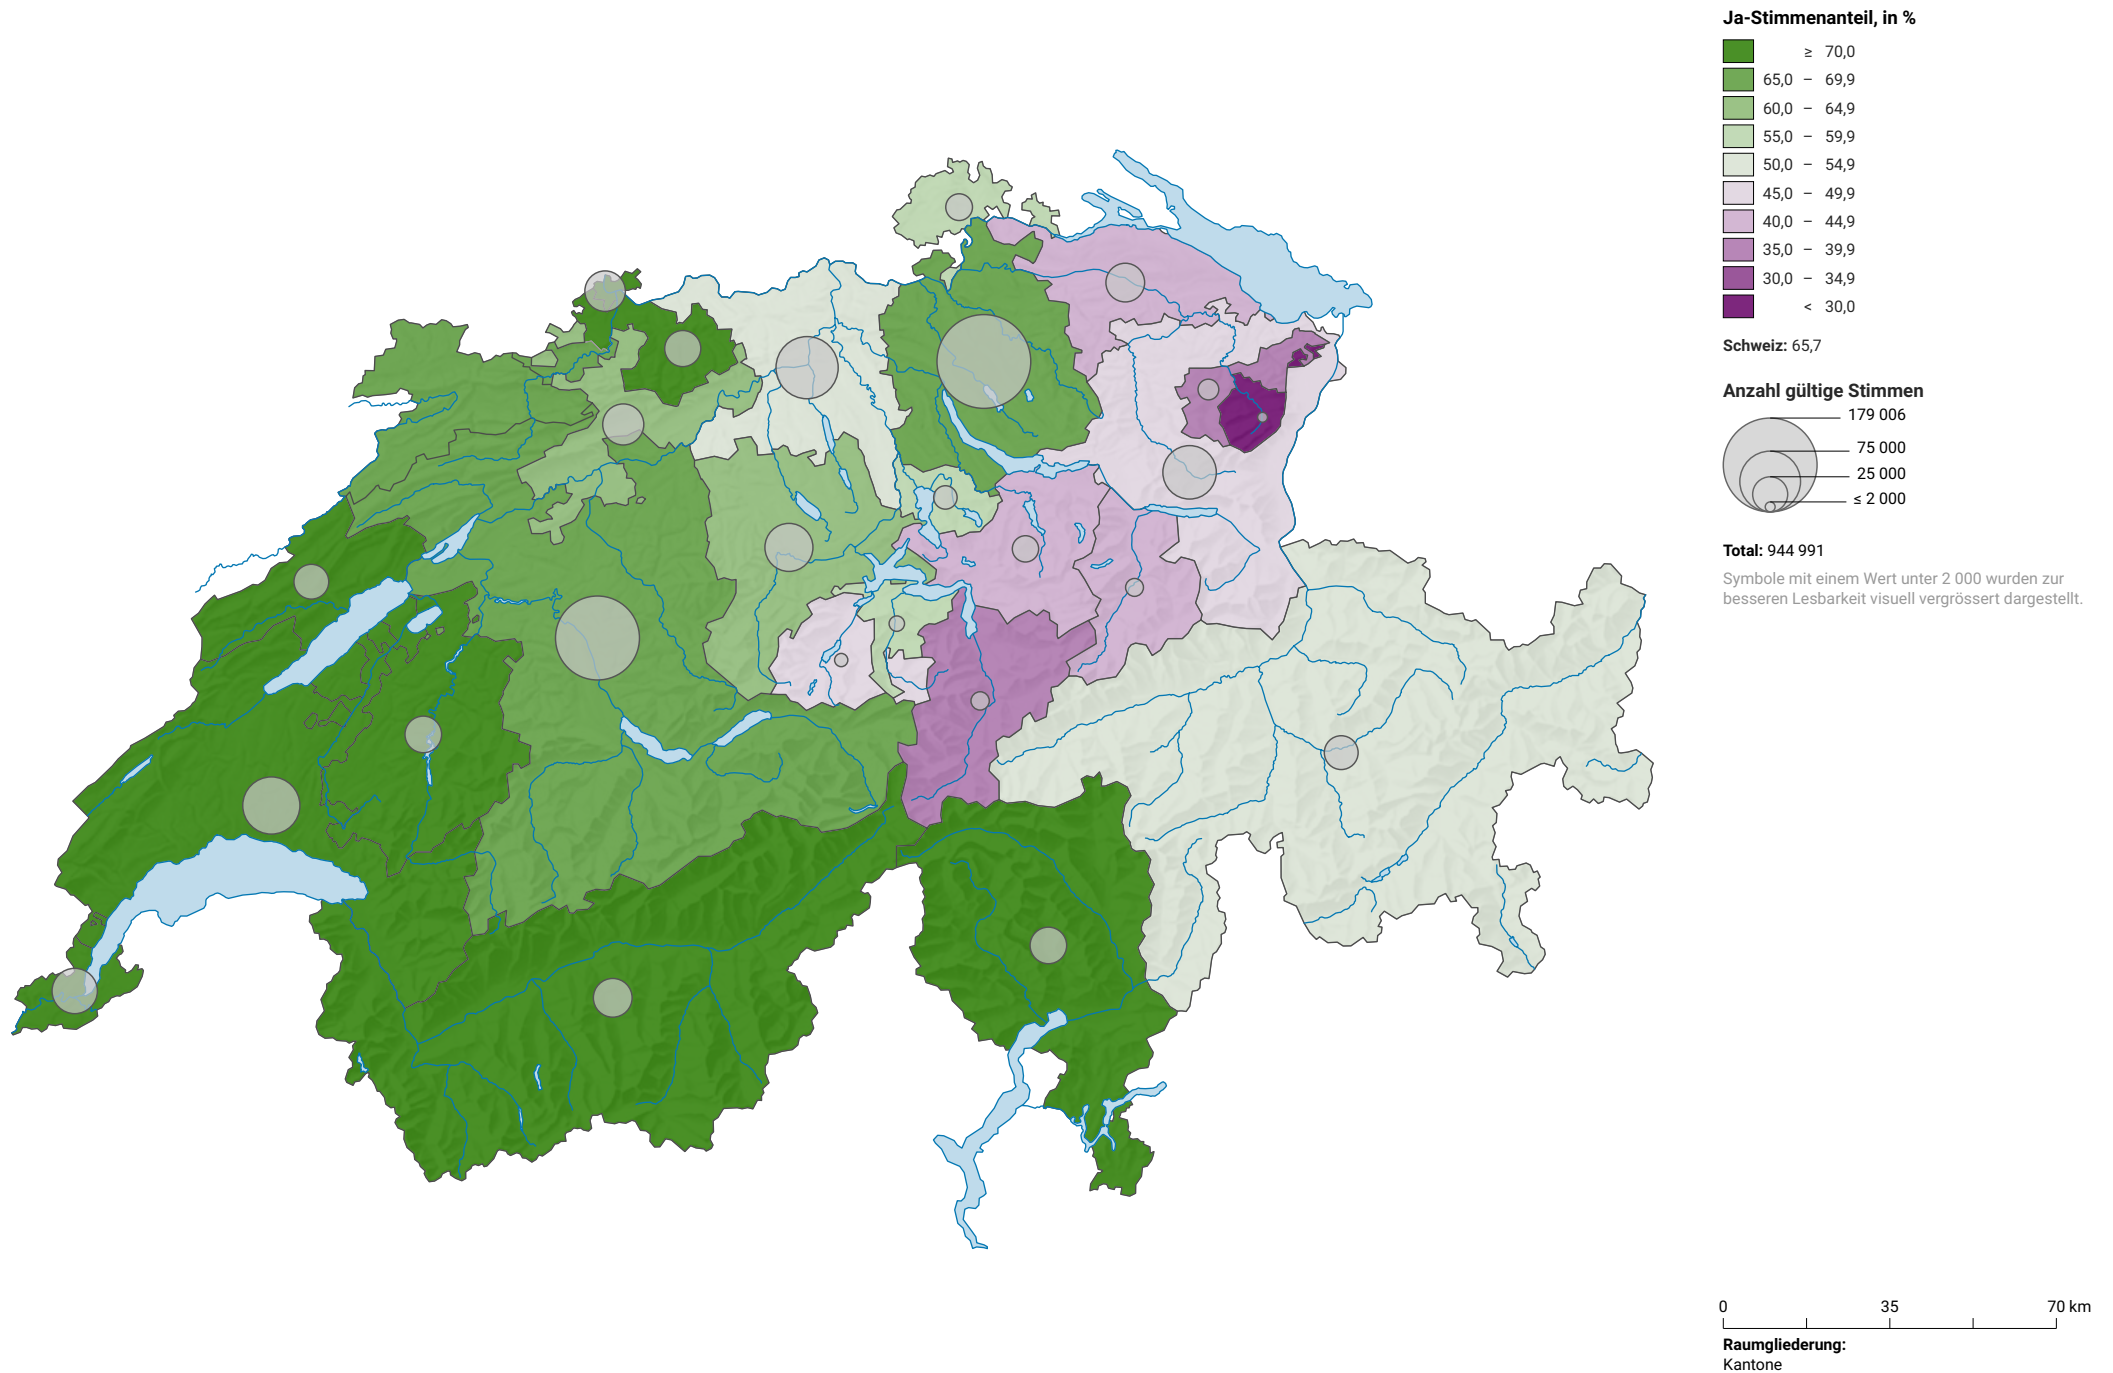 Ja-Stimmenanteil, in %
≥ 70,0
65,0 – 69,9
60,0 – 64,9
55,0 – 59,9
50,0 – 54,9
45,0 – 49,9
40,0 – 44,9
35,0 – 39,9
30,0 – 34,9
< 30,0
Schweiz: 65,7
Anzahl gültige Stimmen
179 006
75 000
25 000
≤ 2 000
Total: 944 991
Symbole mit einem Wert unter 2 000 wurden zur
besseren Lesbarkeit visuell vergrössert dargestellt.
0 35 70 km
Raumgliederung:
Kantone